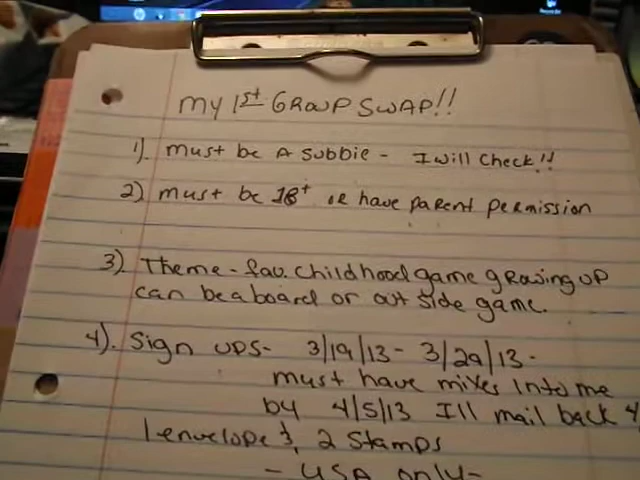 my 1st Group Swap!!
1). must be a subbie - I will check!!
2) must be 18+ or have parent permission
3) Theme - fav. childhood game growing up
can be a board or out side game.
4). Sign ups - 3/19/13 - 3/29/13 -
must have mixes into me
by 4/5/13 Ill mail back 4/
1 envelope & 2 stamps
- USA only -